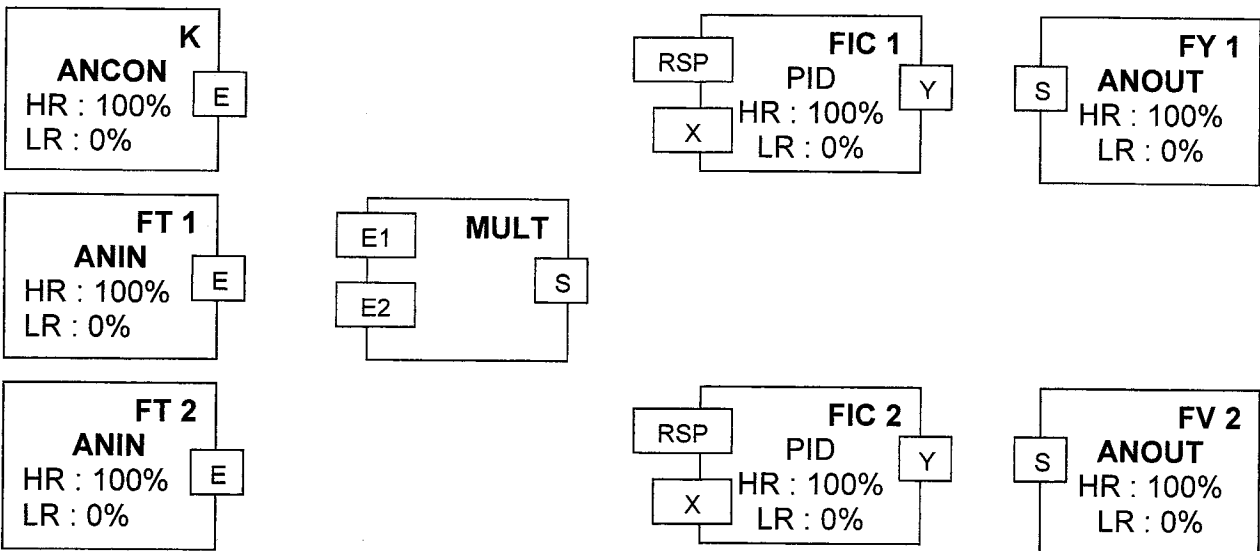 K
ANCON
HR : 100%
LR : 0%
E
FT 1
ANIN
HR : 100%
LR : 0%
E
FT 2
ANIN
HR : 100%
LR : 0%
E
MULT
E1
E2
S
FIC 1
PID
HR : 100%
LR : 0%
RSP
X
Y
FY 1
ANOUT
HR : 100%
LR : 0%
S
FIC 2
PID
HR : 100%
LR : 0%
RSP
X
Y
FV 2
ANOUT
HR : 100%
LR : 0%
S